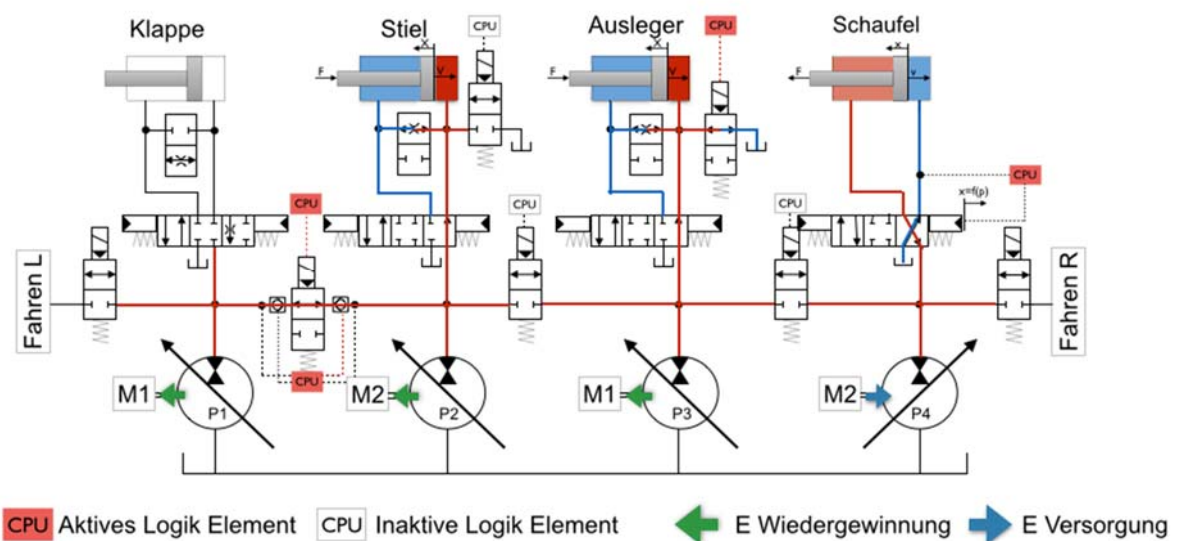 Klappe
Stiel
CPU
Ausleger
CPU
Schaufel
X
F
V
X
F
V
x
F
v
CPU
x=f(p)
CPU
CPU
CPU
Fahren L
Fahren R
CPU
M1
P1
M2
P2
M1
P3
M2
P4
CPU Aktives Logik Element
CPU Inaktive Logik Element
E Wiedergewinnung
E Versorgung